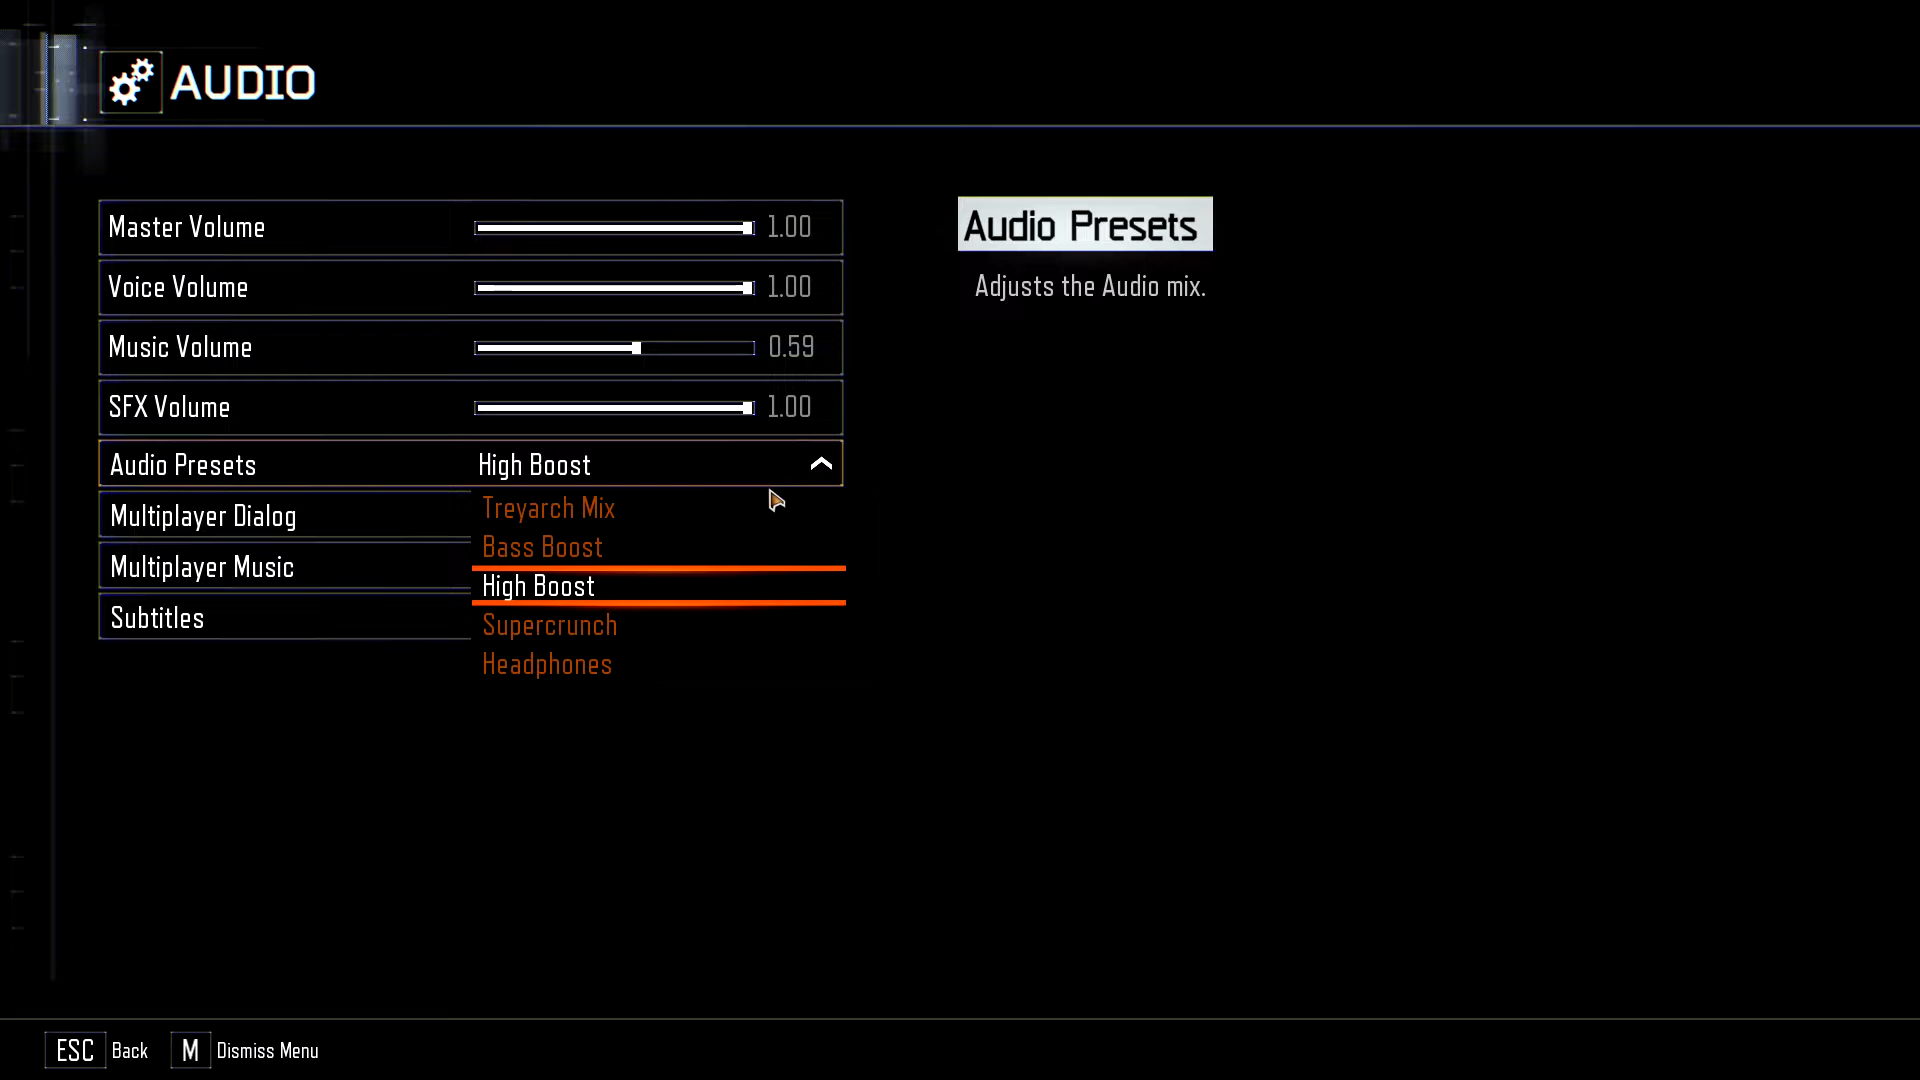 AUDIO
Master Volume 1.00
Audio Presets
Voice Volume 1.00
Adjusts the Audio mix.
Music Volume 0.59
SFX Volume 1.00
Audio Presets High Boost
Treyarch Mix
Multiplayer Dialog
Bass Boost
Multiplayer Music
High Boost
Subtitles
Supercrunch
Headphones
ESC Back M Dismiss Menu